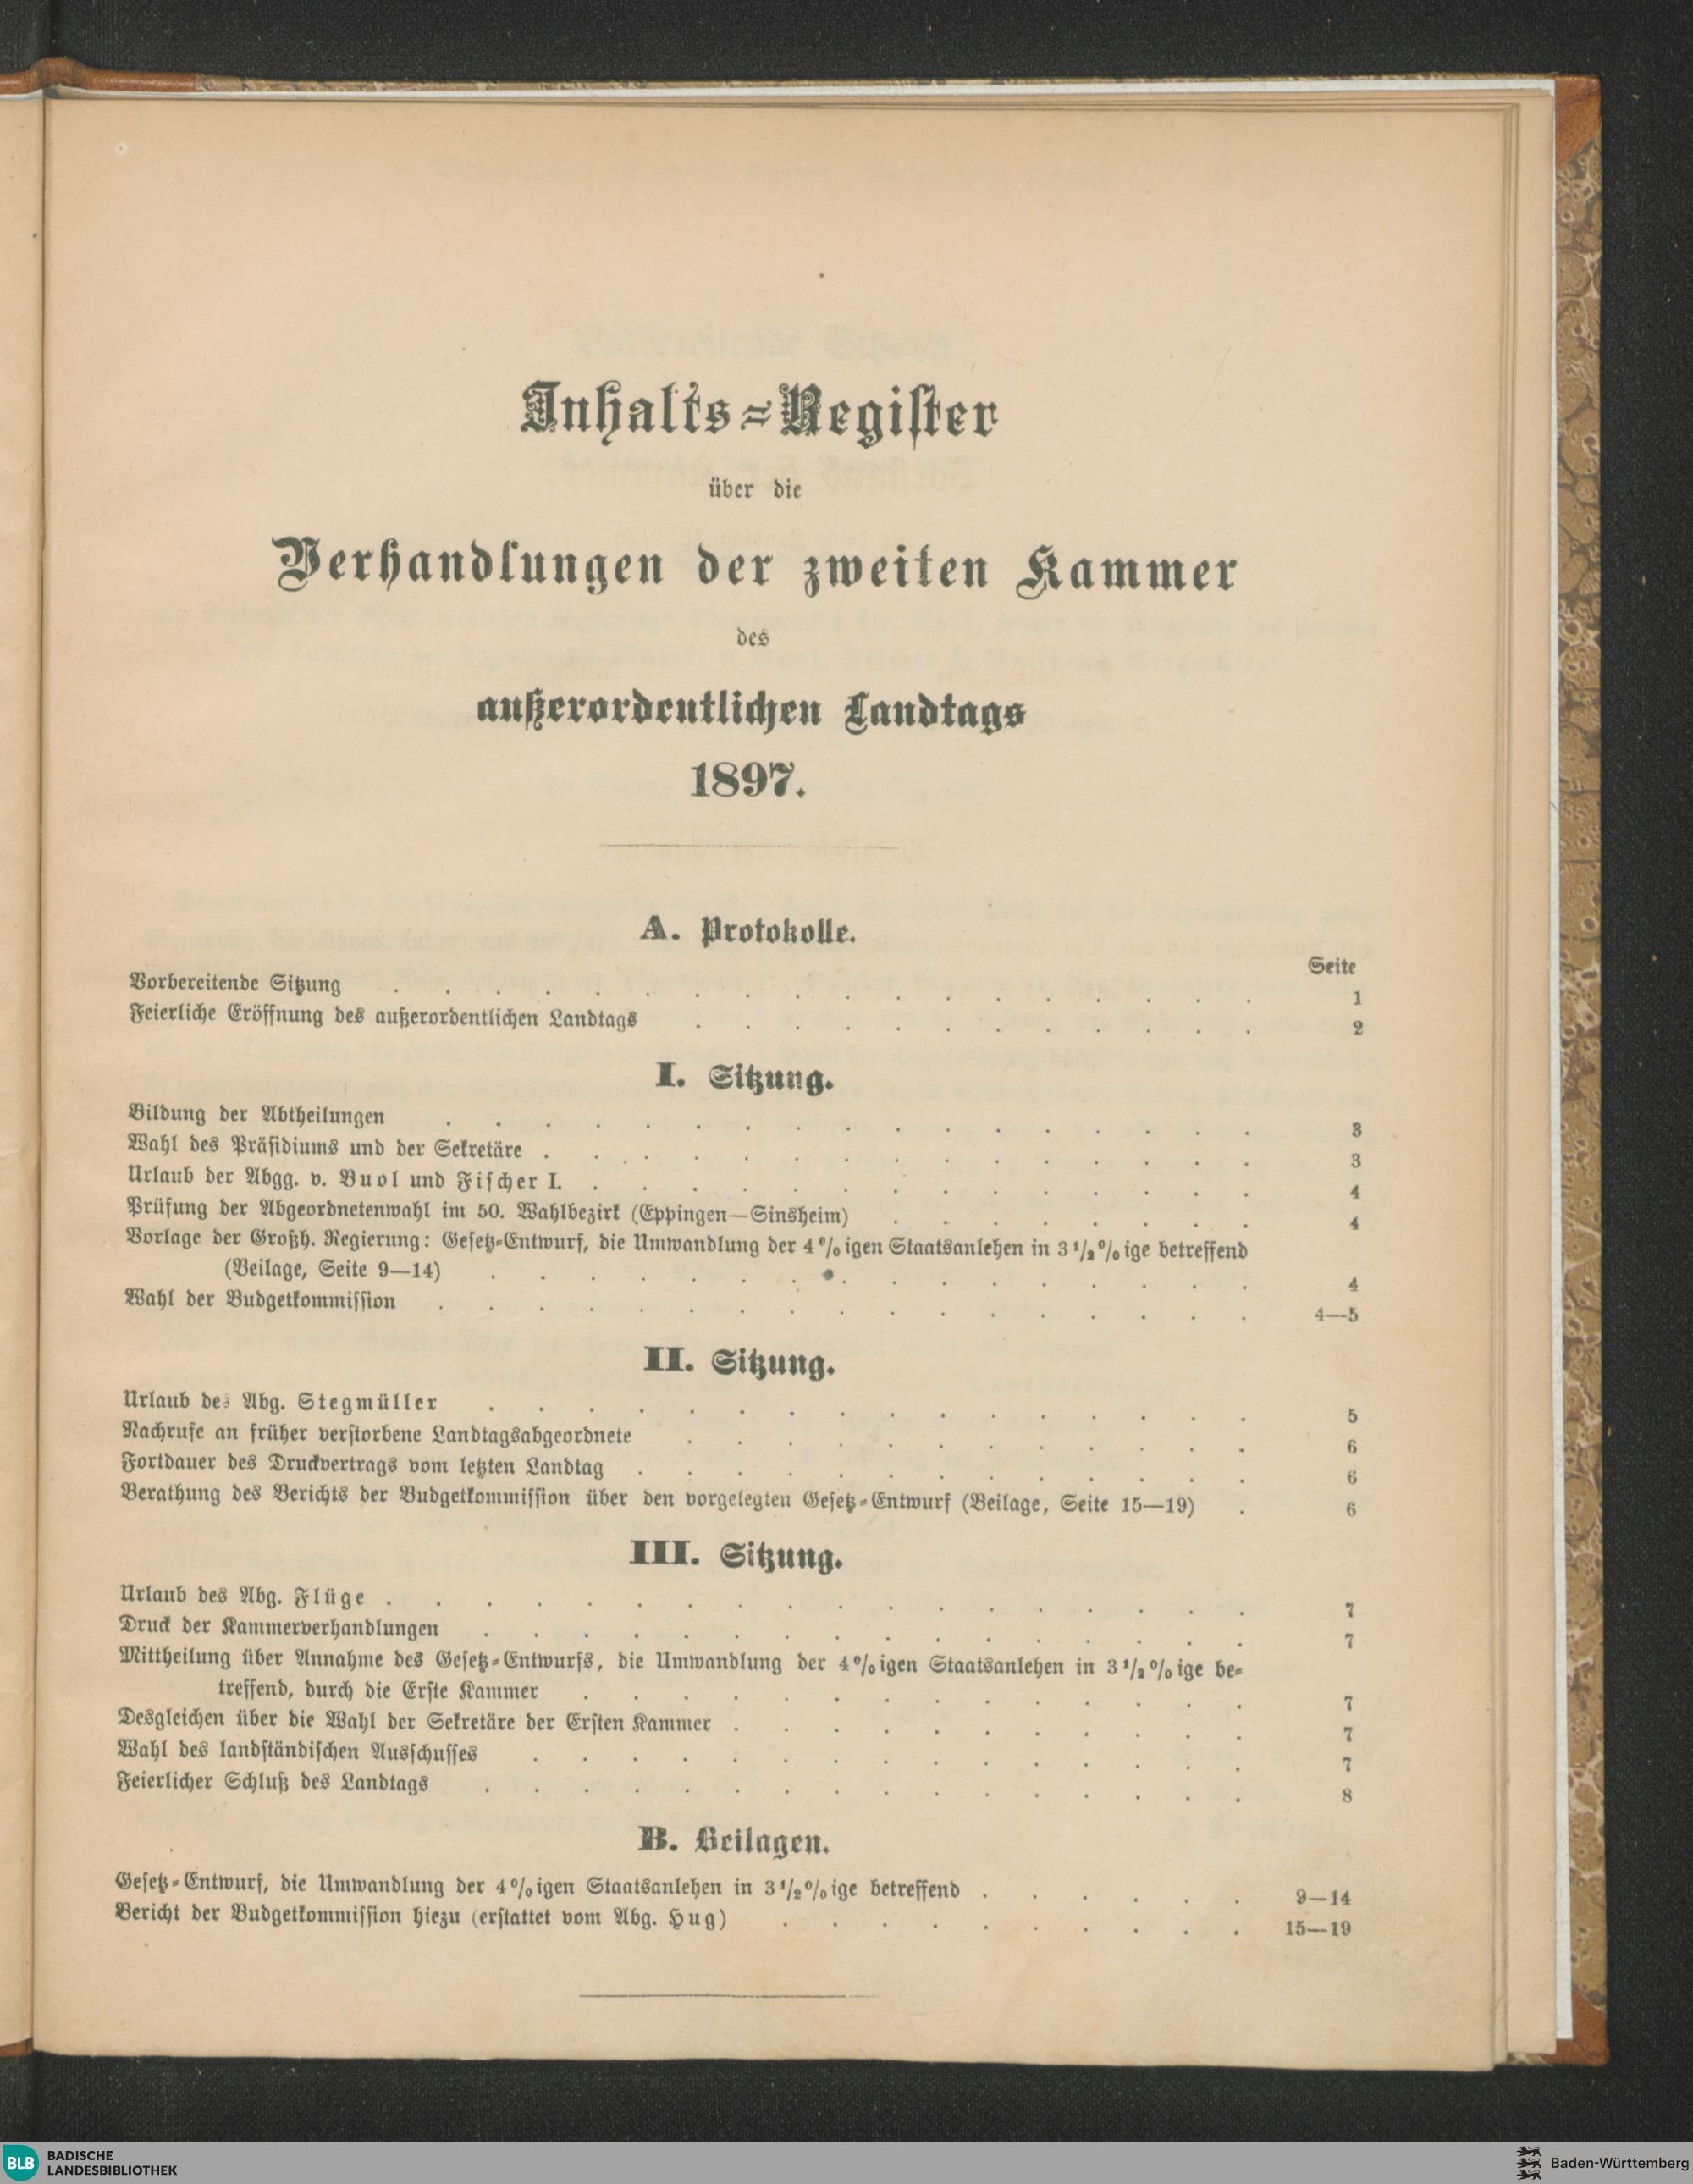 Inhalts-Register
über die
Verhandlungen der zweiten Kammer
des
außerordentlichen Landtags
1897.
A. Protokolle.
Seite
Vorbereitende Sitzung . . . . . . . . . . . . . . . . . . 1
Feierliche Eröffnung des außerordentlichen Landtags . . . . . . . . . . . . 2
I. Sitzung.
Bildung der Abtheilungen . . . . . . . . . . . . . . . . . 3
Wahl des Präsidiums und der Sekretäre . . . . . . . . . . . . . . . 3
Urlaub der Abgg. v. Buol und Fischer I. . . . . . . . . . . . . . . 4
Prüfung der Abgeordnetenwahl im 50. Wahlbezirk (Eppingen—Sinsheim) . . . . . . . . 4
Vorlage der Großh. Regierung: Gesetz-Entwurf, die Umwandlung der 4%igen Staatsanlehen in 3½%ige betreffend
(Beilage, Seite 9—14) . . . . . . . . . . . . . . . . 4
Wahl der Budgetkommission . . . . . . . . . . . . . . . . . 4—5
II. Sitzung.
Urlaub des Abg. Stegmüller . . . . . . . . . . . . . . . . 5
Nachrufe an früher verstorbene Landtagsabgeordnete . . . . . . . . . . . . 6
Fortdauer des Druckvertrags vom letzten Landtag . . . . . . . . . . . . . 6
Berathung des Berichts der Budgetkommission über den vorgelegten Gesetz-Entwurf (Beilage, Seite 15—19) . 6
III. Sitzung.
Urlaub des Abg. Flüge . . . . . . . . . . . . . . . . . . 7
Druck der Kammerverhandlungen . . . . . . . . . . . . . . . . 7
Mittheilung über Annahme des Gesetz-Entwurfs, die Umwandlung der 4%igen Staatsanlehen in 3½%ige be-
treffend, durch die Erste Kammer . . . . . . . . . . . . . . 7
Desgleichen über die Wahl der Sekretäre der Ersten Kammer . . . . . . . . . . . 7
Wahl des landständischen Ausschusses . . . . . . . . . . . . . . . 7
Feierlicher Schluß des Landtags . . . . . . . . . . . . . . . . 8
B. Beilagen.
Gesetz-Entwurf, die Umwandlung der 4%igen Staatsanlehen in 3½%ige betreffend . . . . . . 9—14
Bericht der Budgetkommission hiezu (erstattet vom Abg. Hug) . . . . . . . . . . 15—19
BLB BADISCHE
LANDESBIBLIOTHEK
Baden-Württemberg